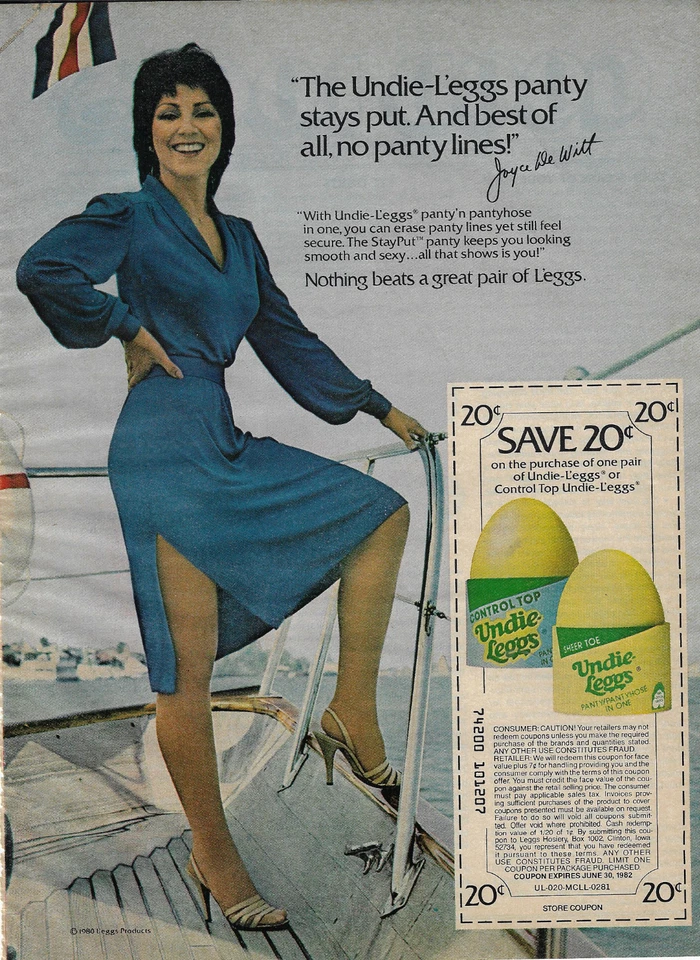 “The Undie-L'eggs panty
stays put. And best of
all, no panty lines!”
Joyce De Witt
“With Undie-L'eggs® panty'n pantyhose
in one, you can erase panty lines yet still feel
secure. The StayPut™ panty keeps you looking
smooth and sexy...all that shows is you!”
Nothing beats a great pair of L'eggs.
20¢ 20¢
SAVE 20¢
on the purchase of one pair
of Undie-L'eggs® or
Control Top Undie-L'eggs®
CONTROL TOP
Undie-
Leggs
PAN
IN O
SHEER TOE
Undie-
Leggs®
PANTY/PANTYHOSE
IN ONE
74200 101207
CONSUMER: CAUTION! Your retailers may not
redeem coupons unless you make the required
purchase of the brands and quantities stated.
ANY OTHER USE CONSTITUTES FRAUD.
RETAILER: We will redeem this coupon for face
value plus 7¢ for handling providing you and the
consumer comply with the terms of this coupon
offer. You must credit the face value of the cou-
pon against the retail selling price. The consumer
must pay applicable sales tax. Invoices prov-
ing sufficient purchases of the product to cover
coupons presented must be available on request.
Failure to do so will void all coupons submit-
ted. Offer void where prohibited. Cash redemp-
tion value of 1/20 of 1¢. By submitting this cou-
pon to Leggs Hosiery, Box 1002, Clinton, Iowa
52734, you represent that you have redeemed
it pursuant to these terms. ANY OTHER
USE CONSTITUTES FRAUD. LIMIT ONE
COUPON PER PACKAGE PURCHASED.
COUPON EXPIRES JUNE 30, 1982
UL-020-MCLL-0281
20¢ 20¢
STORE COUPON
© 1980 L'eggs Products